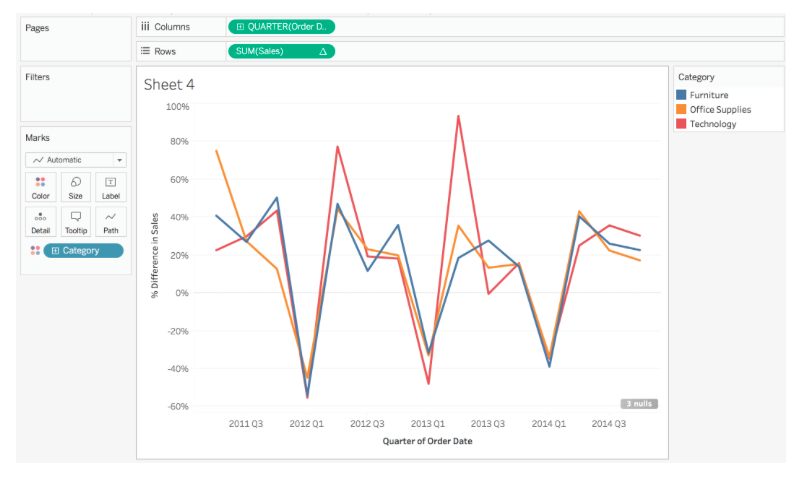 Pages
Columns
QUARTER(Order D..
Rows
SUM(Sales)
Filters
Marks
Automatic
Color
Size
Label
Detail
Tooltip
Path
Category
Sheet 4
100%
80%
60%
40%
20%
0%
-20%
-40%
-60%
% Difference in Sales
3 nulls
2011 Q3 2012 Q1 2012 Q3 2013 Q1 2013 Q3 2014 Q1 2014 Q3
Quarter of Order Date
Category
Furniture
Office Supplies
Technology